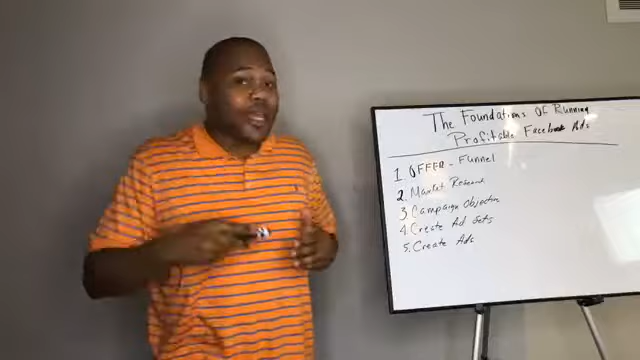 The Foundations Of Running
Profitable Facebook Ads
1 OFFER - Funnel
2. Market Research
3. Campaign Objective
4. Create Ad Sets
5. Create Ads